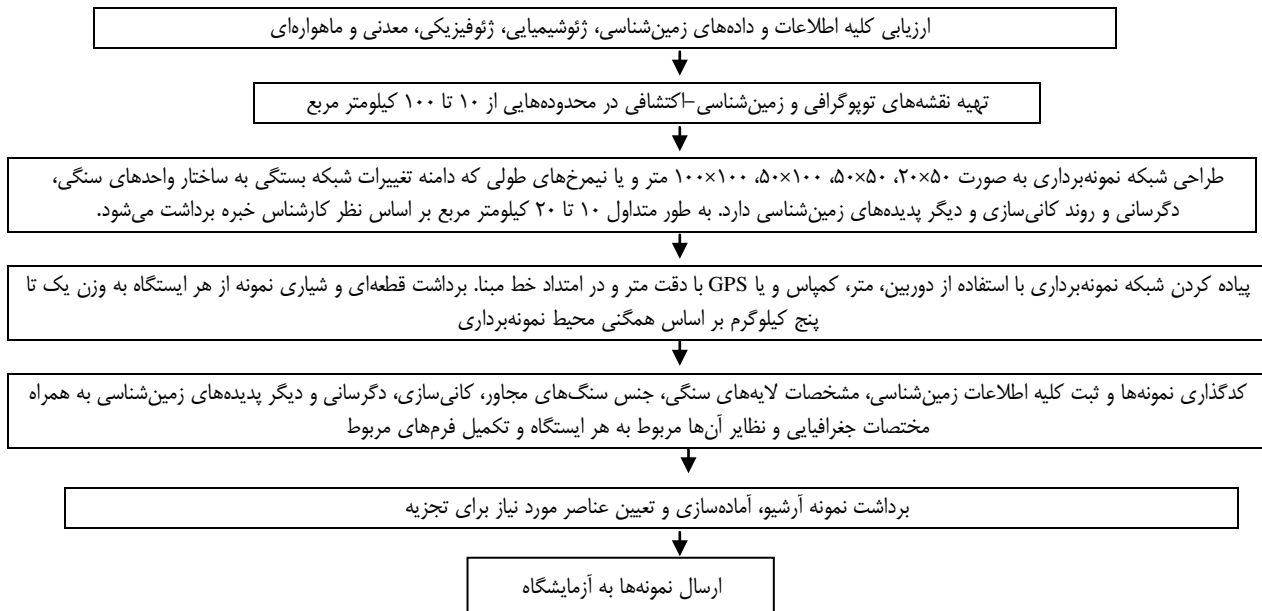 ارزیابی کلیه اطلاعات و داده‌های زمین‌شناسی، ژئوشیمیایی، ژئوفیزیکی، معدنی و ماهواره‌ای
تهیه نقشه‌های توپوگرافی و زمین‌شناسی–اکتشافی در محدوده‌هایی از ۱۰ تا ۱۰۰ کیلومتر مربع
طراحی شبکه نمونه‌برداری به صورت ۵۰×۲۰، ۵۰×۵۰، ۱۰۰×۵۰، ۱۰۰×۱۰۰ متر و یا نیمرخ‌های طولی که دامنه تغییرات شبکه بستگی به ساختار واحدهای سنگی،
دگرسانی و روند کانی‌سازی و دیگر پدیده‌های زمین‌شناسی دارد. به طور متداول ۱۰ تا ۲۰ کیلومتر مربع بر اساس نظر کارشناس خبره برداشت می‌شود.
پیاده کردن شبکه نمونه‌برداری با استفاده از دوربین، متر، کمپاس و یا GPS با دقت متر و در امتداد خط مبنا. برداشت قطعه‌ای و شیاری نمونه از هر ایستگاه به وزن یک تا
پنج کیلوگرم بر اساس همگنی محیط نمونه‌برداری
کدگذاری نمونه‌ها و ثبت کلیه اطلاعات زمین‌شناسی، مشخصات لایه‌های سنگی، جنس سنگ‌های مجاور، کانی‌سازی، دگرسانی و دیگر پدیده‌های زمین‌شناسی به همراه
مختصات جغرافیایی و نظایر آن‌ها مربوط به هر ایستگاه و تکمیل فرم‌های مربوط
برداشت نمونه آرشیو، آماده‌سازی و تعیین عناصر مورد نیاز برای تجزیه
ارسال نمونه‌ها به آزمایشگاه